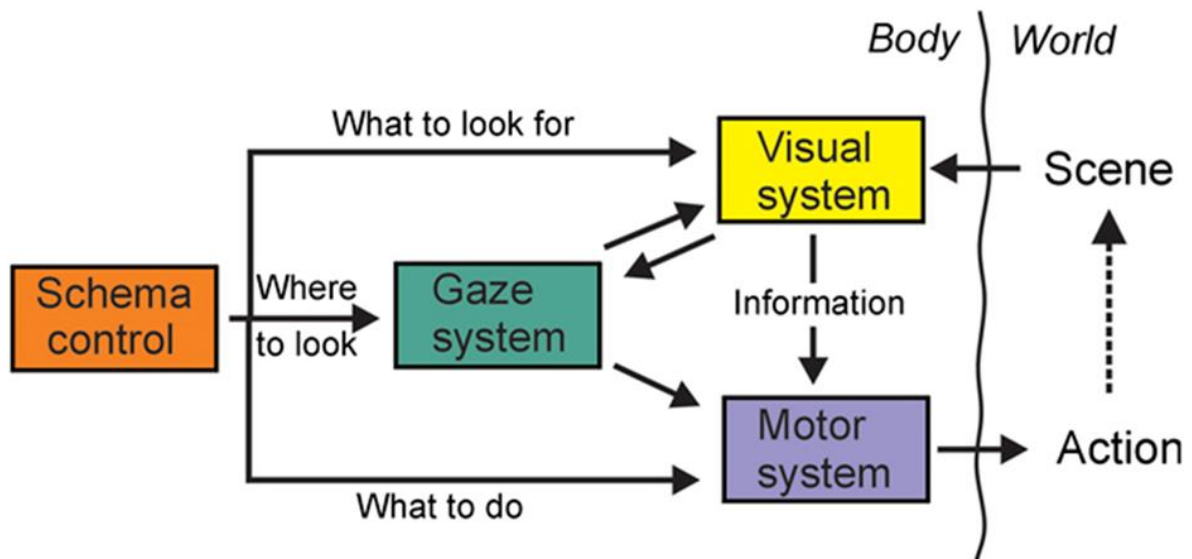 Body
World
What to look for
Visual
system
Scene
Schema
control
Where
to look
Gaze
system
Information
Motor
system
Action
What to do